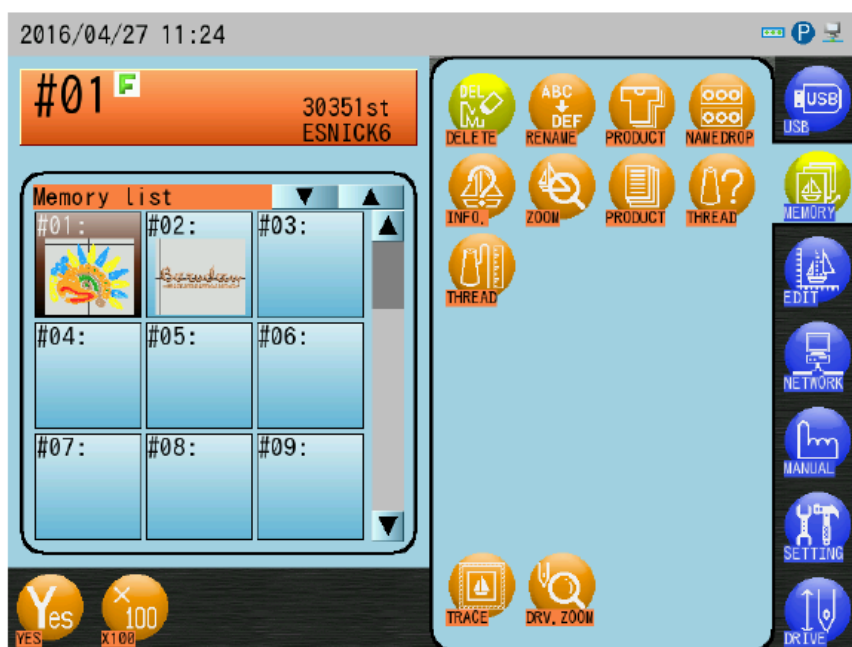 2016/04/27 11:24
P
#01 F
30351st
ESNICK6
Memory list
#01: #02: #03:
Barudan
#04: #05: #06:
#07: #08: #09:
DEL
DELETE
ABC
DEF
RENAME
PRODUCT
NAMEDROP
INFO.
ZOOM
PRODUCT
?
THREAD
THREAD
TRACE
DRV. ZOOM
Yes
YES
×
100
X100
USB
USB
MEMORY
EDIT
NETWORK
MANUAL
SETTING
DRIVE